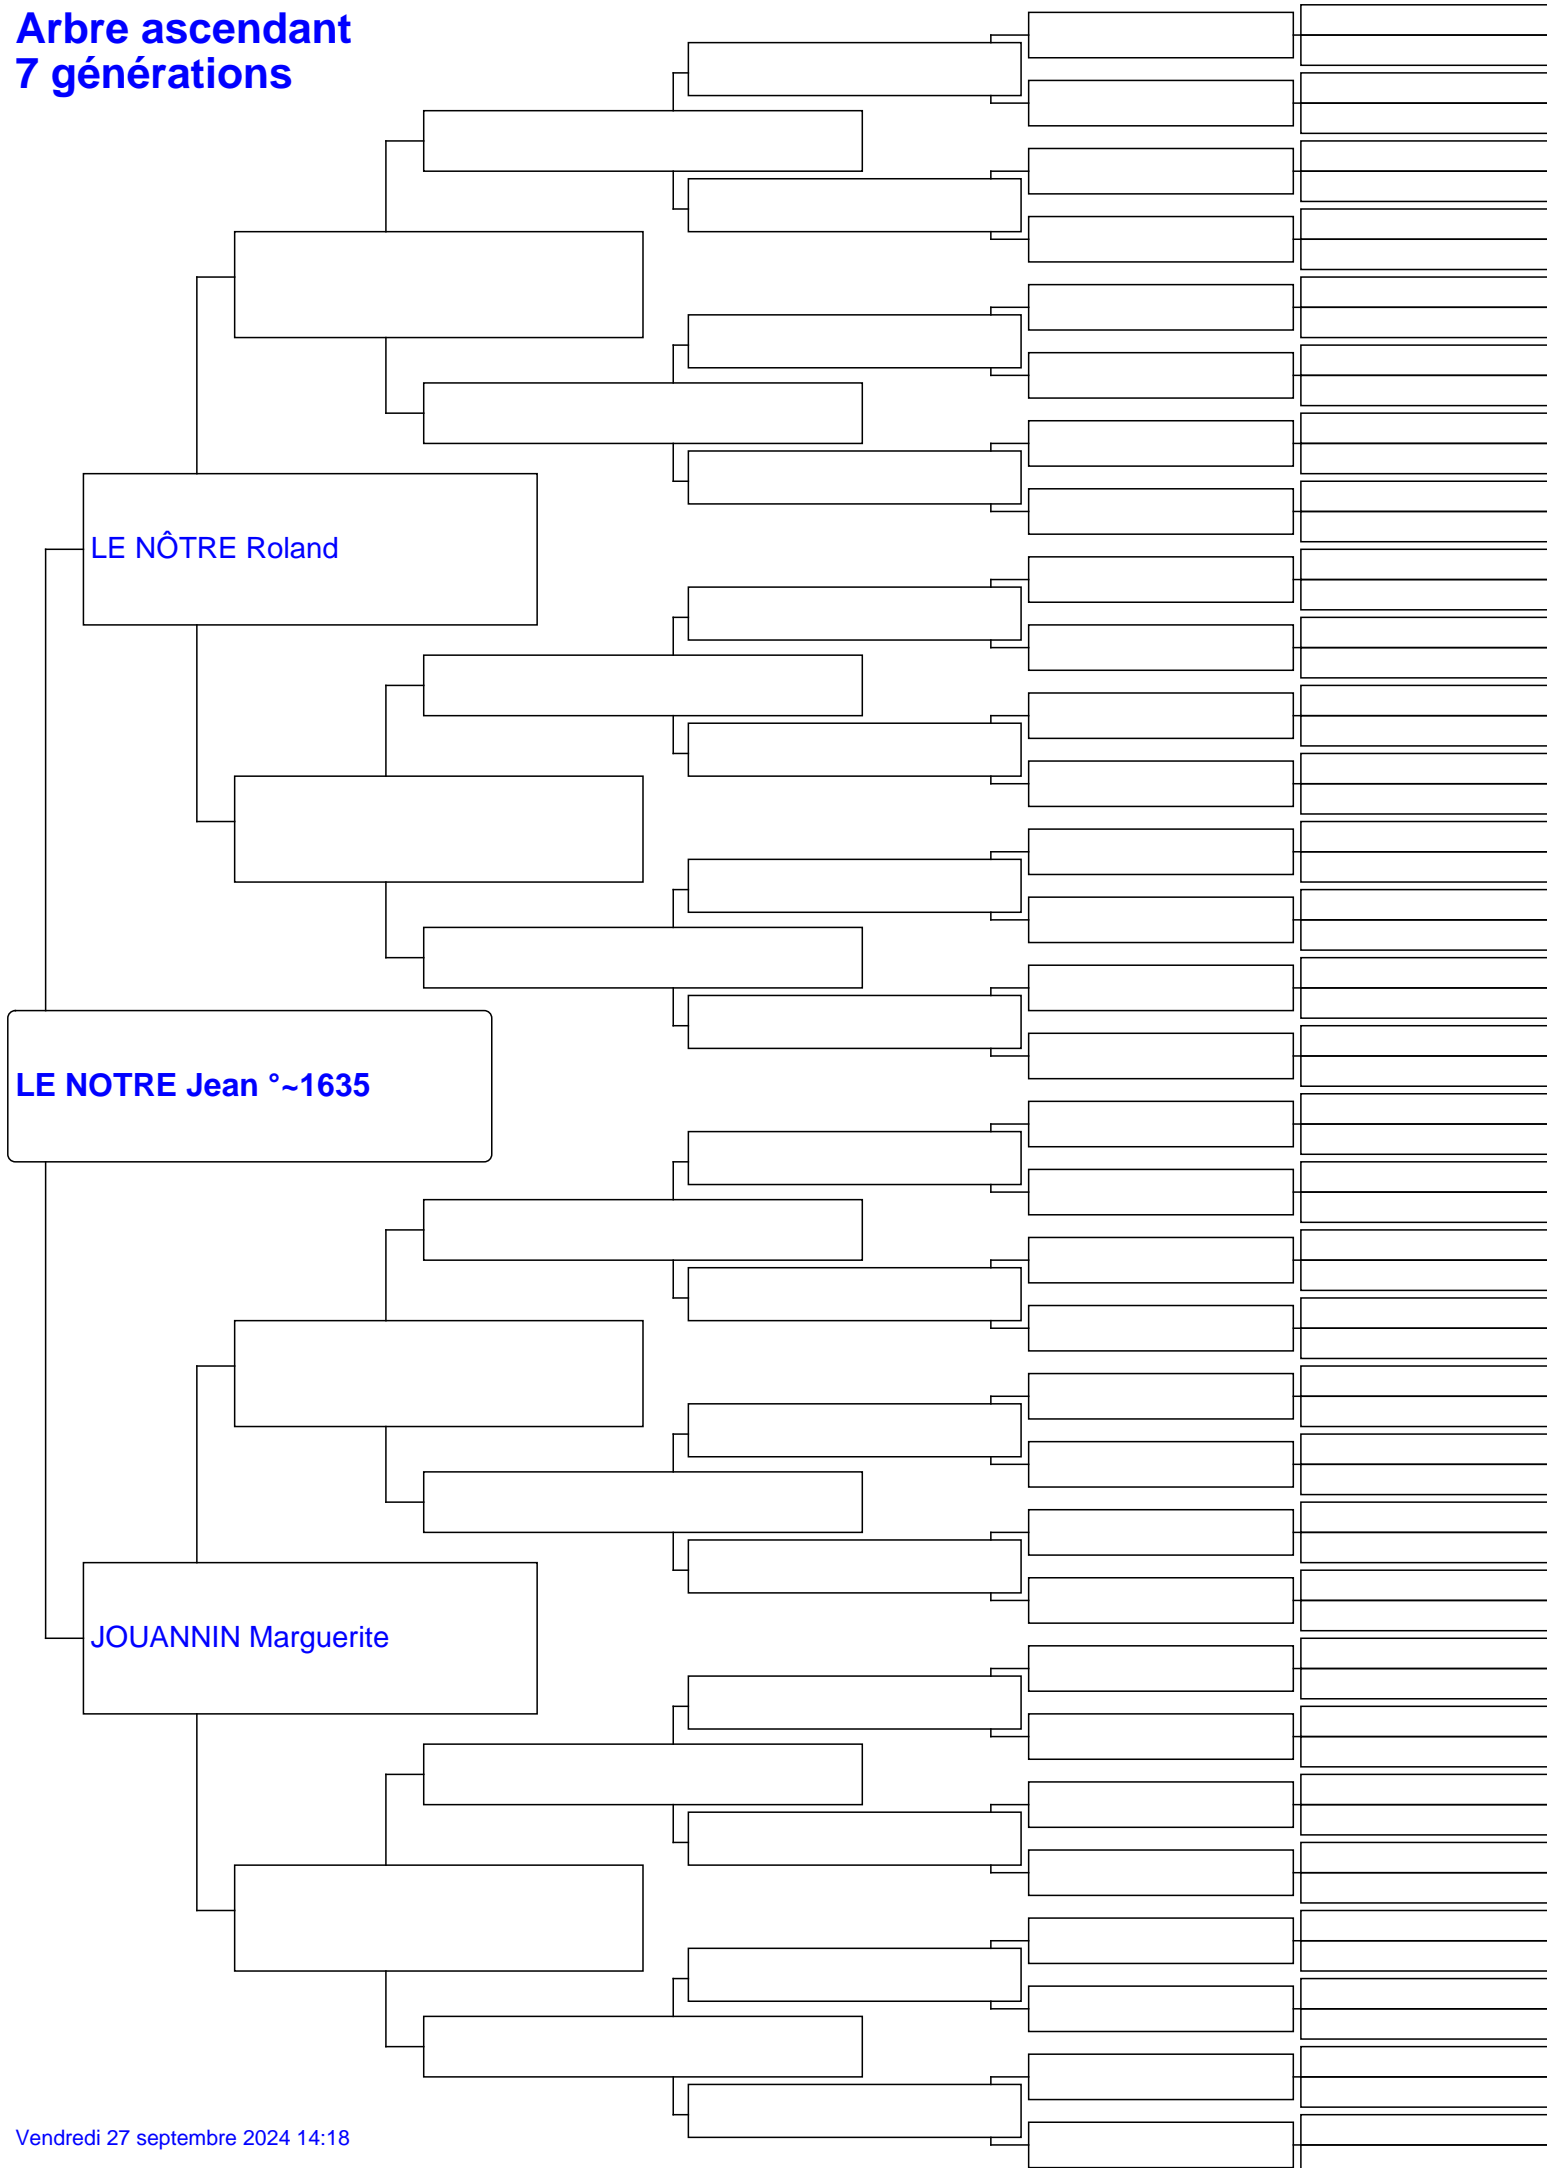 Arbre ascendant
7 générations
LE NÔTRE Roland
LE NOTRE Jean °~1635
JOUANNIN Marguerite
Vendredi 27 septembre 2024 14:18